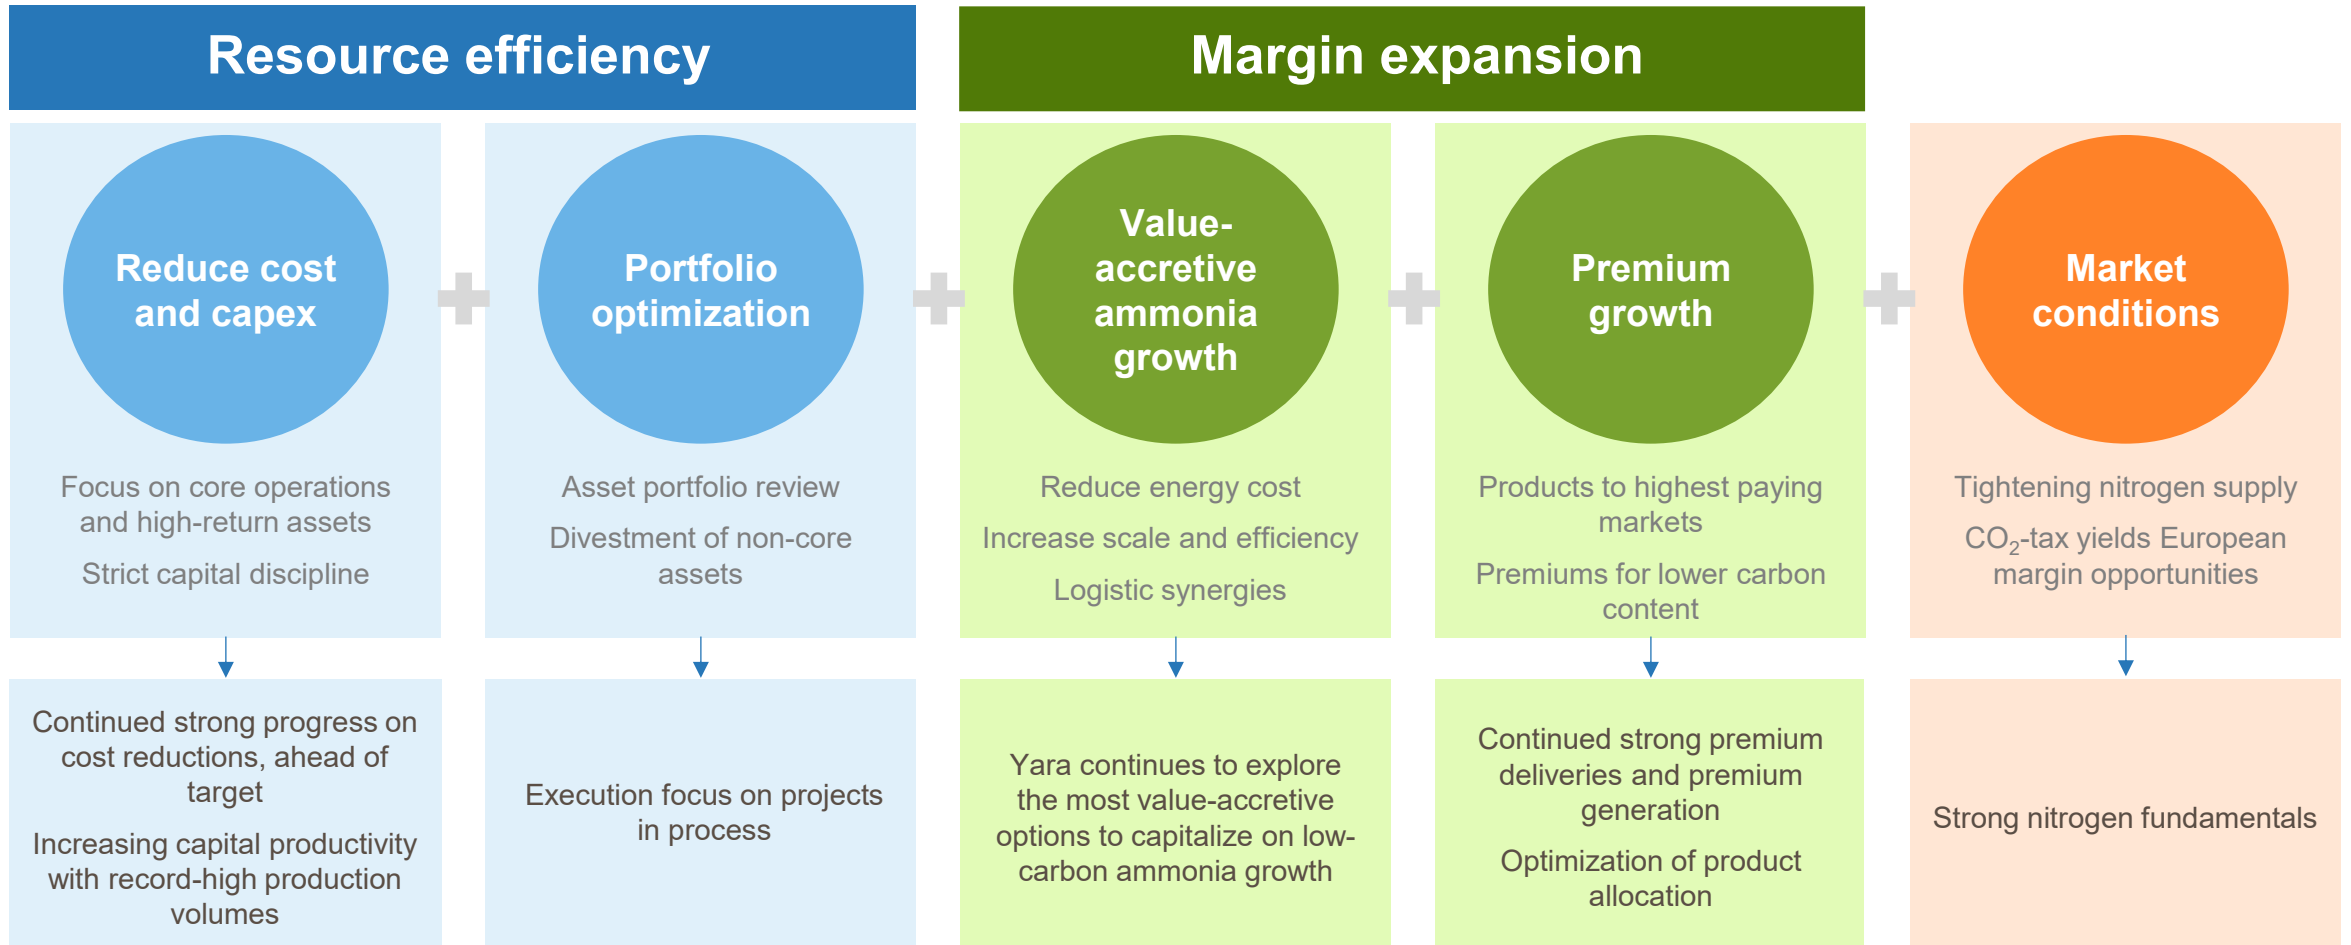 Resource efficiency
Margin expansion
Reduce cost
and capex
Focus on core operations
and high-return assets
Strict capital discipline
Portfolio
optimization
Asset portfolio review
Divestment of non-core
assets
Value-
accretive
ammonia
growth
Reduce energy cost
Increase scale and efficiency
Logistic synergies
Premium
growth
Products to highest paying
markets
Premiums for lower carbon
content
Market
conditions
Tightening nitrogen supply
CO₂-tax yields European
margin opportunities
Continued strong progress on
cost reductions, ahead of
target
Increasing capital productivity
with record-high production
volumes
Execution focus on projects
in process
Yara continues to explore
the most value-accretive
options to capitalize on low-
carbon ammonia growth
Continued strong premium
deliveries and premium
generation
Optimization of product
allocation
Strong nitrogen fundamentals